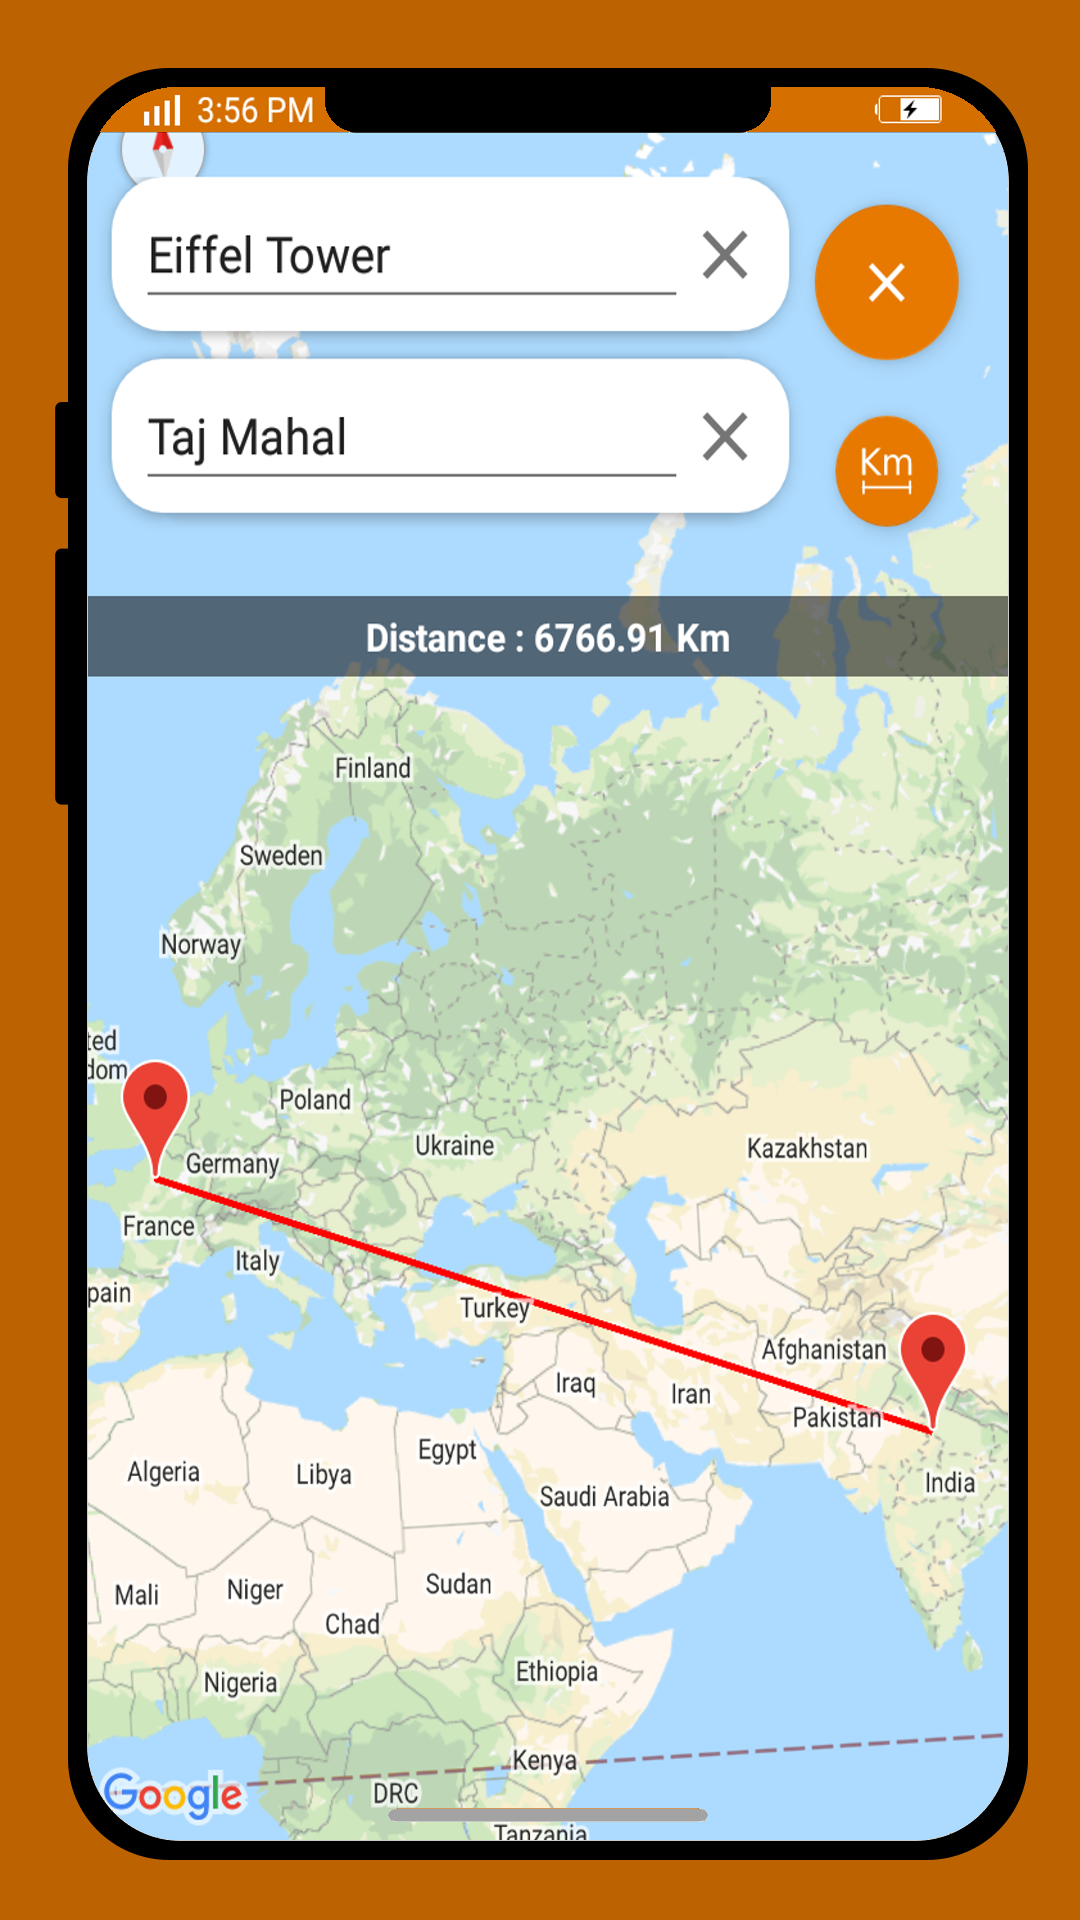 3:56 PM
Eiffel Tower
Taj Mahal
Km
Distance : 6766.91 Km
Finland
Sweden
Norway
ted
dom
Poland
Ukraine
Kazakhstan
Germany
France
Italy
pain
Turkey
Afghanistan
Iraq
Iran
Pakistan
Egypt
Algeria
Libya
India
Saudi Arabia
Sudan
Mali
Niger
Chad
Ethiopia
Nigeria
Kenya
Google
DRC
Tanzania